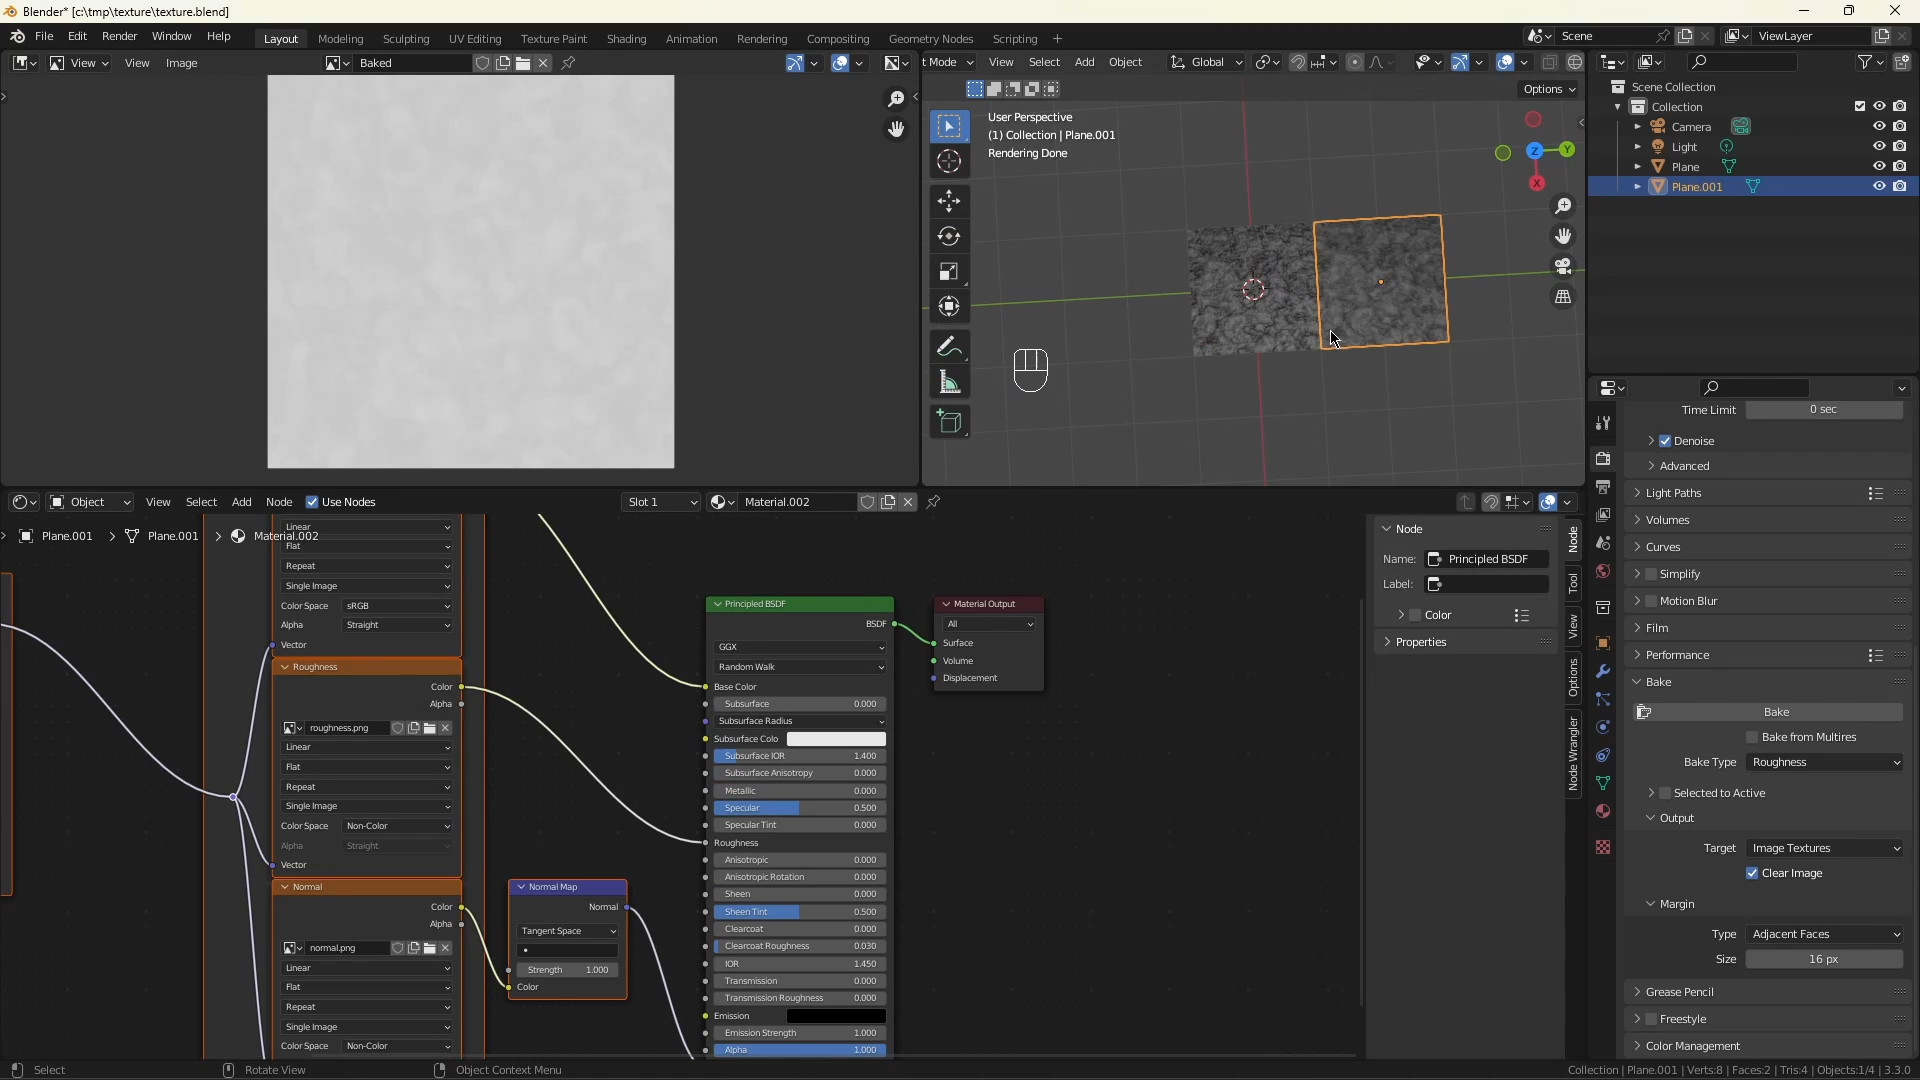 Blender* [c:\tmp\texture\texture.blend]
File Edit Render Window Help Layout Modeling Sculpting UV Editing Texture Paint Shading Animation Rendering Compositing Geometry Nodes Scripting + Scene ViewLayer
View View Image Baked
t Mode View Select Add Object Global
Options
User Perspective
(1) Collection | Plane.001
Rendering Done
X
Y
Z
Scene Collection
Collection
Camera
Light
Plane
Plane.001
Time Limit 0 sec
Denoise
Advanced
Light Paths
Volumes
Curves
Simplify
Motion Blur
Film
Performance
Bake
Bake
Bake from Multires
Bake Type Roughness
Selected to Active
Output
Target Image Textures
Clear Image
Margin
Type Adjacent Faces
Size 16 px
Grease Pencil
Freestyle
Color Management
Object View Select Add Node Use Nodes Slot 1 Material.002
Plane.001 Plane.001 Material.002
Linear
Flat
Repeat
Single Image
Color Space sRGB
Alpha Straight
Vector
Roughness
Color
Alpha
roughness.png
Linear
Flat
Repeat
Single Image
Color Space Non-Color
Alpha Straight
Vector
Normal
Color
Alpha
normal.png
Linear
Flat
Repeat
Single Image
Color Space Non-Color
Normal Map
Normal
Tangent Space
Strength 1.000
Color
Principled BSDF
BSDF
GGX
Random Walk
Base Color
Subsurface 0.000
Subsurface Radius
Subsurface Colo
Subsurface IOR 1.400
Subsurface Anisotropy 0.000
Metallic 0.000
Specular 0.500
Specular Tint 0.000
Roughness
Anisotropic 0.000
Anisotropic Rotation 0.000
Sheen 0.000
Sheen Tint 0.500
Clearcoat 0.000
Clearcoat Roughness 0.030
IOR 1.450
Transmission 0.000
Transmission Roughness 0.000
Emission
Emission Strength 1.000
Alpha 1.000
Material Output
All
Surface
Volume
Displacement
Node
Name: Principled BSDF
Label:
Color
Properties
Node
Tool
View
Options
Node Wrangler
Select Rotate View Object Context Menu Collection | Plane.001 | Verts:8 | Faces:2 | Tris:4 | Objects:1/4 | 3.3.0